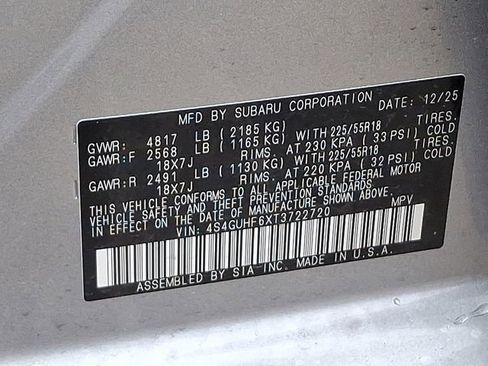 MFD BY SUBARU CORPORATION DATE: 12/25
GVWR: 4817 LB (2185 KG)
GAWR:F 2568 LB (1165 KG) WITH 225/55R18 TIRES.
18X7J RIMS. AT 230 KPA (33 PSI) COLD
GAWR:R 2491 LB (1130 KG) WITH 225/55R18 TIRES.
18X7J RIMS. AT 220 KPA (32 PSI) COLD
THIS VEHICLE CONFORMS TO ALL APPLICABLE FEDERAL MOTOR
VEHICLE SAFETY AND THEFT PREVENTION STANDARDS
IN EFFECT ON THE DATE OF MANUFACTURE SHOWN ABOVE.
VIN: 4S4GUHF6XT3722720 MPV
ASSEMBLED BY SIA INC. MADE IN U.S.A.